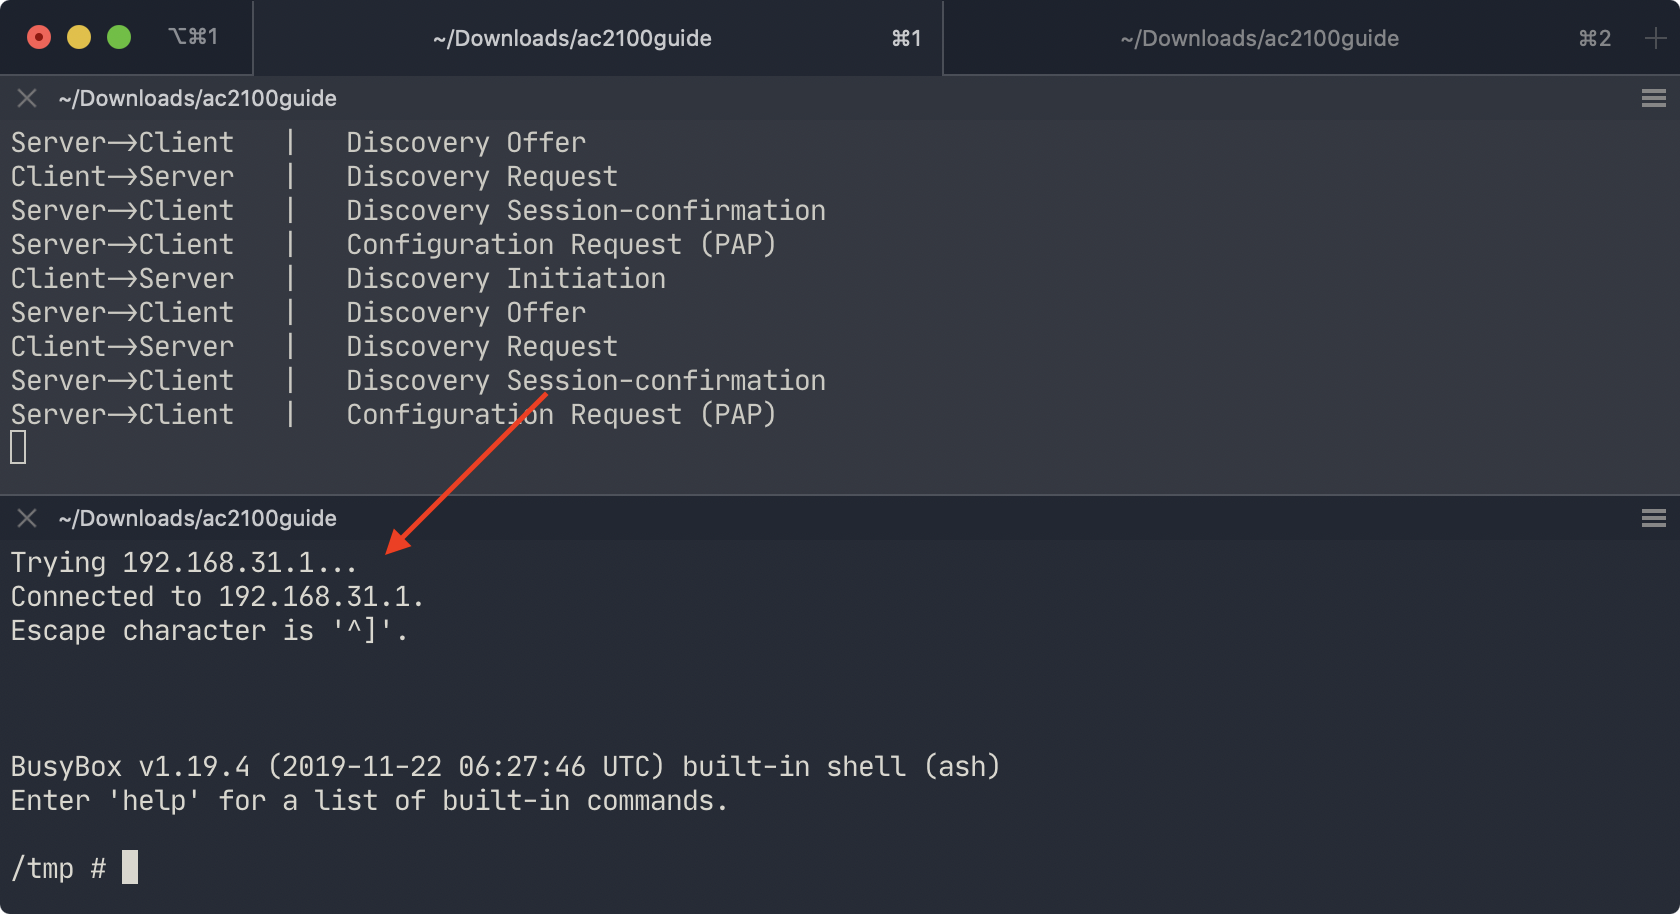 ⌥⌘1 ~/Downloads/ac2100guide ⌘1 ~/Downloads/ac2100guide ⌘2
~/Downloads/ac2100guide
Server->Client | Discovery Offer
Client->Server | Discovery Request
Server->Client | Discovery Session-confirmation
Server->Client | Configuration Request (PAP)
Client->Server | Discovery Initiation
Server->Client | Discovery Offer
Client->Server | Discovery Request
Server->Client | Discovery Session-confirmation
Server->Client | Configuration Request (PAP)
~/Downloads/ac2100guide
Trying 192.168.31.1...
Connected to 192.168.31.1.
Escape character is '^]'.
BusyBox v1.19.4 (2019-11-22 06:27:46 UTC) built-in shell (ash)
Enter 'help' for a list of built-in commands.
/tmp #